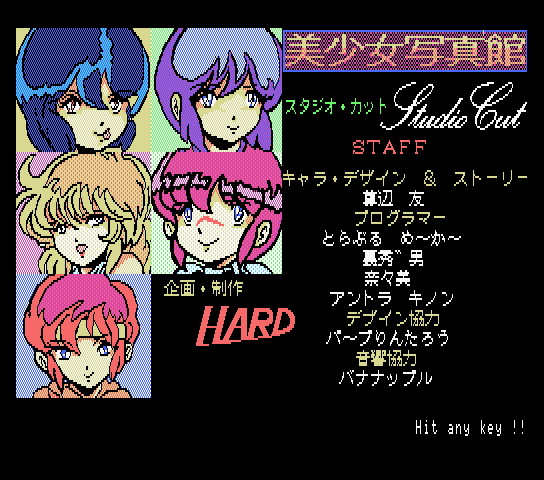 美少女写真館
スタジオ・カット Studio Cut
STAFF
キャラ・デザイン & ストーリー
辺 友
プログラマー
とらぶる め〜か〜
裏秀゛男
奈々美
アントラ キノン
デザイン協力
パ〜プりんたろう
音響協力
バナナップル
企画・制作
HARD
Hit any key !!